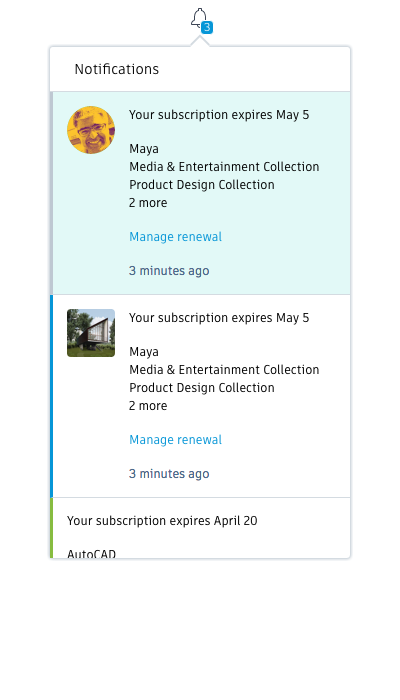 3
Notifications
Your subscription expires May 5
Maya
Media & Entertainment Collection
Product Design Collection
2 more
Manage renewal
3 minutes ago
Your subscription expires May 5
Maya
Media & Entertainment Collection
Product Design Collection
2 more
Manage renewal
3 minutes ago
Your subscription expires April 20
AutoCAD